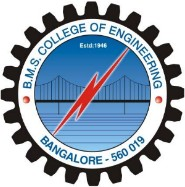 B.M.S. COLLEGE OF ENGINEERING
Estd:1946
BANGALORE - 560 019